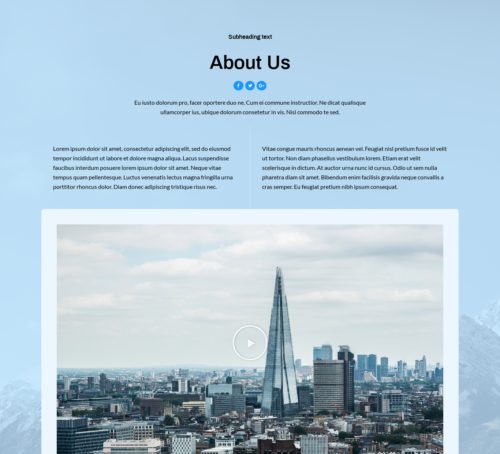 Subheading text
About Us
Eu iusto dolorum pro, facer oportere duo ne. Cum ei commune instructior. Ne dicat qualisque
ullamcorper ius, ubique dolorum consetetur in vis. Nisl commodo te sed.
Lorem ipsum dolor sit amet, consectetur adipiscing elit, sed do eiusmod
tempor incididunt ut labore et dolore magna aliqua. Lacus suspendisse
faucibus interdum posuere lorem ipsum dolor sit amet. Neque vitae
tempus quam pellentesque. Luctus venenatis lectus magna fringilla urna
porttitor rhoncus dolor. Diam donec adipiscing tristique risus nec.
Vitae congue mauris rhoncus aenean vel. Feugiat nisl pretium fusce id velit
ut tortor. Non diam phasellus vestibulum lorem. Etiam erat velit
scelerisque in dictum. At auctor urna nunc id cursus. Odio ut sem nulla
pharetra diam sit amet. Bibendum enim facilisis gravida neque convallis a
cras semper. Eu feugiat pretium nibh ipsum consequat.